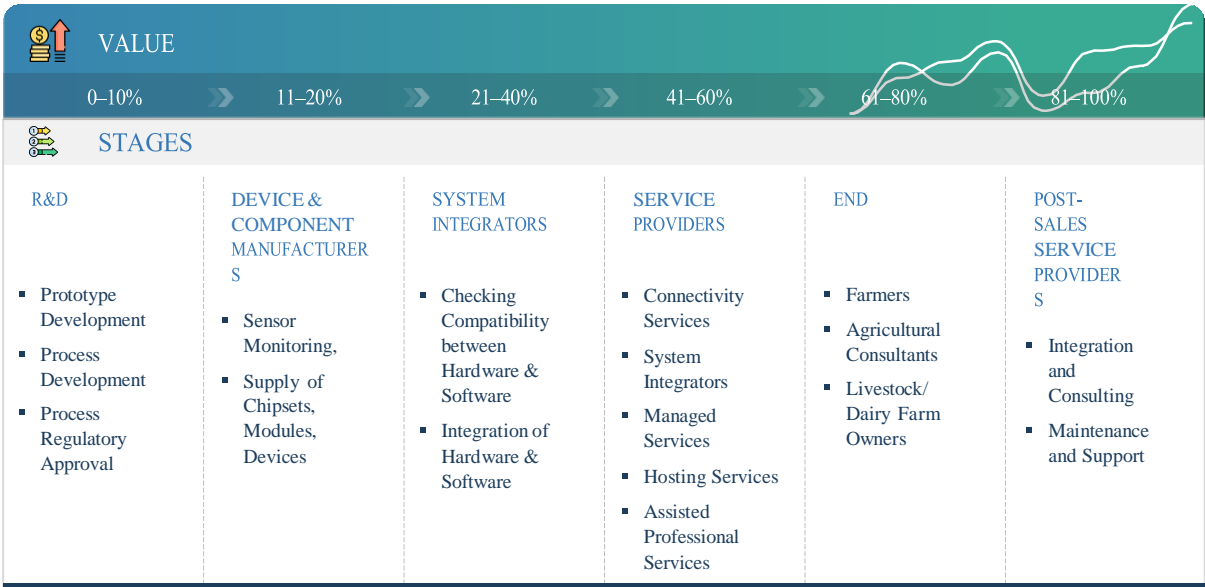 VALUE
0–10%
11–20%
21–40%
41–60%
61–80%
81–100%
STAGES
R&D
Prototype
Development
Process
Development
Process
Regulatory
Approval
DEVICE &
COMPONENT
MANUFACTURER
S
Sensor
Monitoring,
Supply of
Chipsets,
Modules,
Devices
SYSTEM
INTEGRATORS
Checking
Compatibility
between
Hardware &
Software
Integration of
Hardware &
Software
SERVICE
PROVIDERS
Connectivity
Services
System
Integrators
Managed
Services
Hosting Services
Assisted
Professional
Services
END
Farmers
Agricultural
Consultants
Livestock/
Dairy Farm
Owners
POST-
SALES
SERVICE
PROVIDER
S
Integration
and
Consulting
Maintenance
and Support